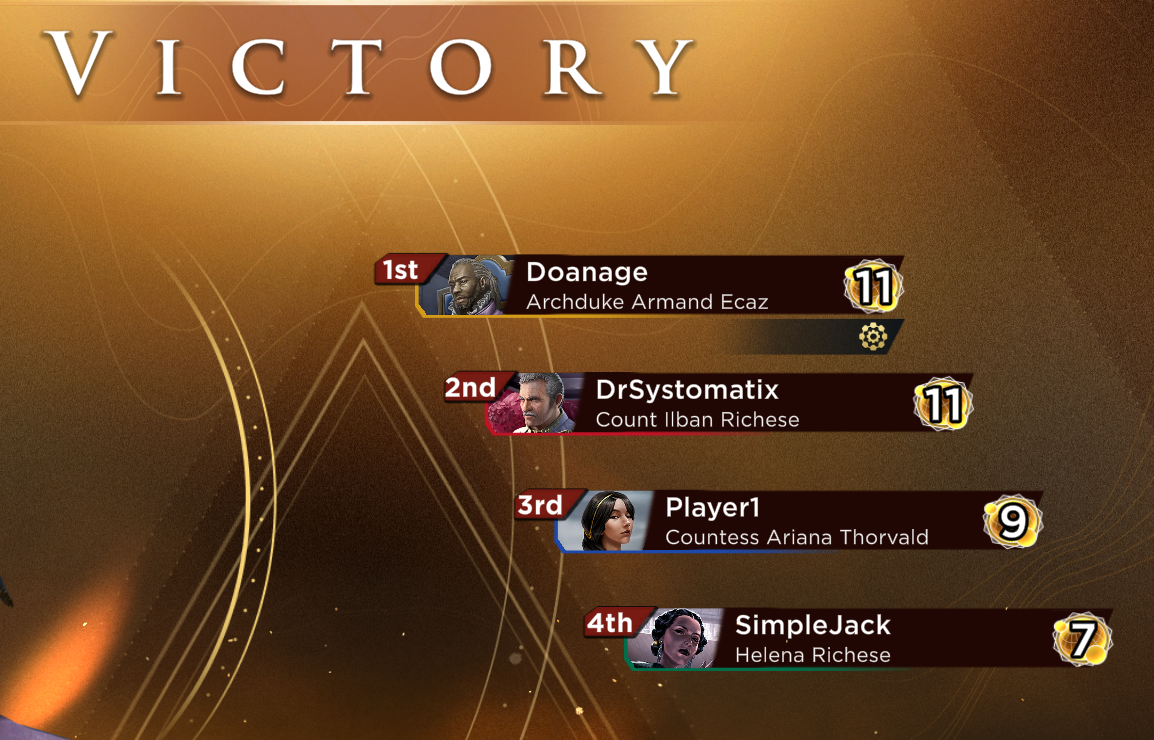 VICTORY
1st
Doanage
Archduke Armand Ecaz
11
2nd
DrSystomatix
Count Ilban Richese
11
3rd
Player1
Countess Ariana Thorvald
9
4th
SimpleJack
Helena Richese
7